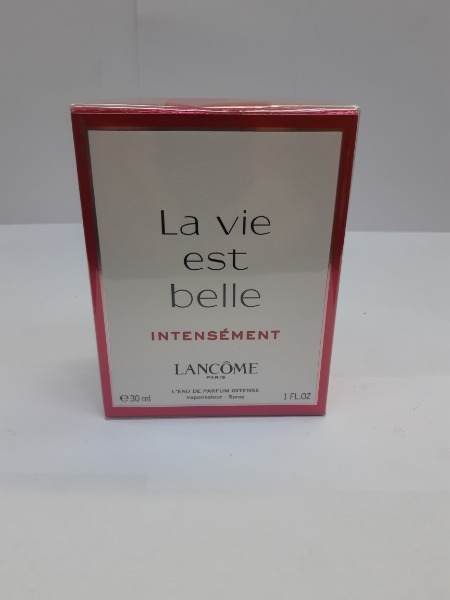 La vie
est
belle
INTENSÉMENT
LANCÔME
PARIS
L'EAU DE PARFUM INTENSE
Vaporisateur - Spray
℮30 ml
1 FL.OZ